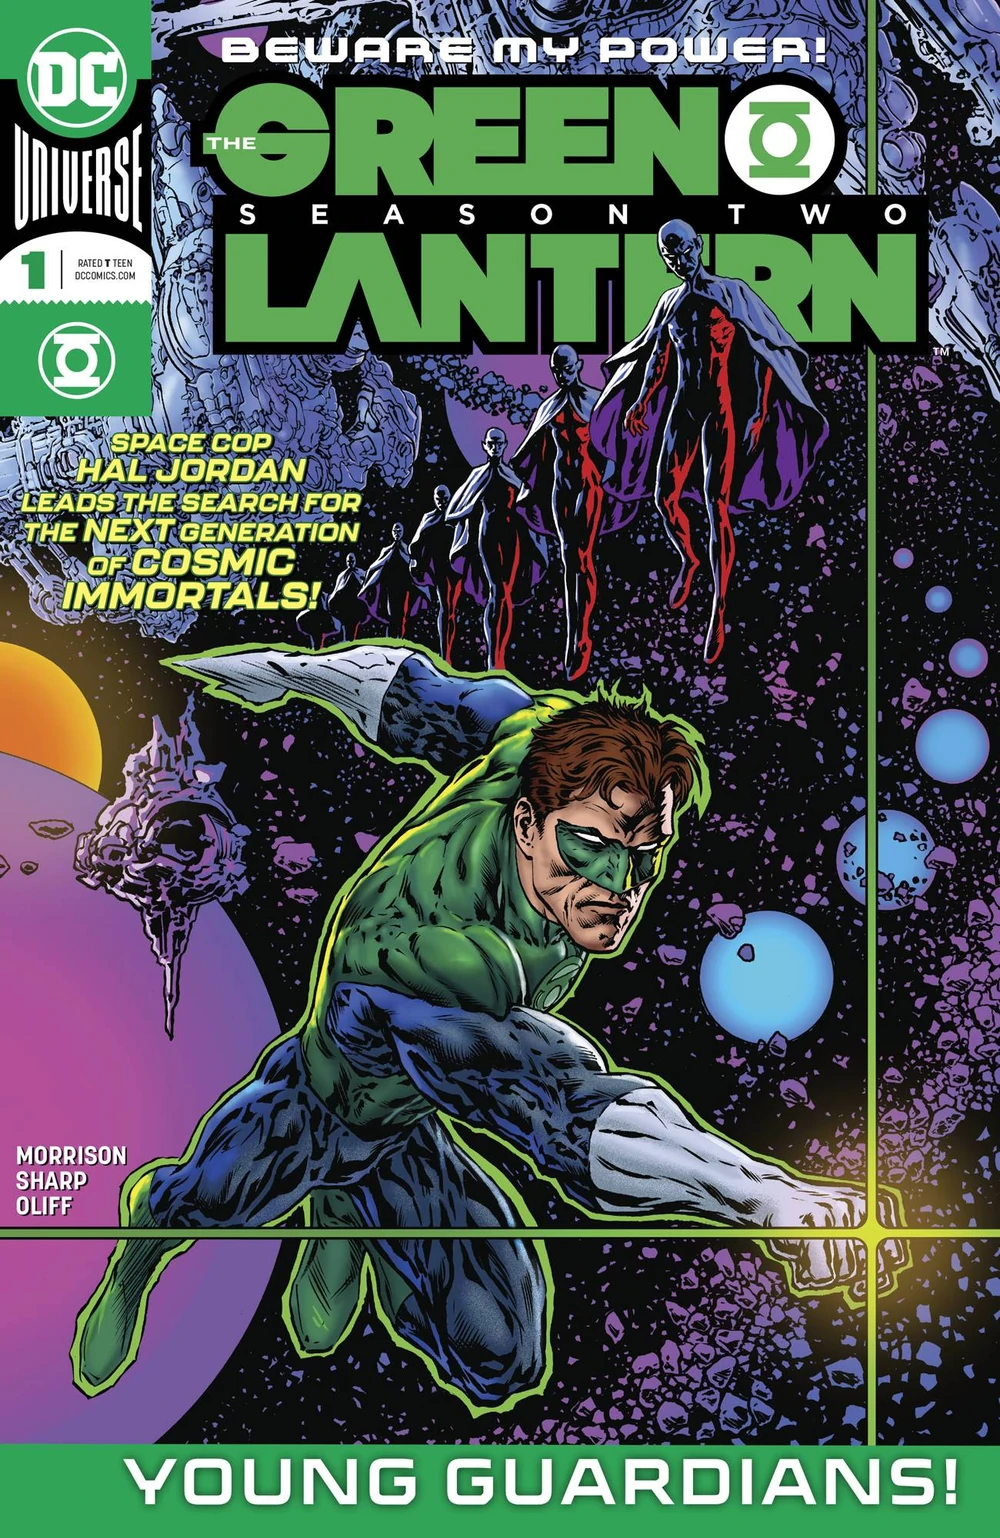 BEWARE MY POWER!
DC
UNIVERSE
THE GREEN
SEASON TWO
LANTERN
TM
1
RATED T TEEN
DCCOMICS.COM
SPACE COP
HAL JORDAN
LEADS THE SEARCH FOR
THE NEXT GENERATION
OF COSMIC
IMMORTALS!
MORRISON
SHARP
OLIFF
YOUNG GUARDIANS!